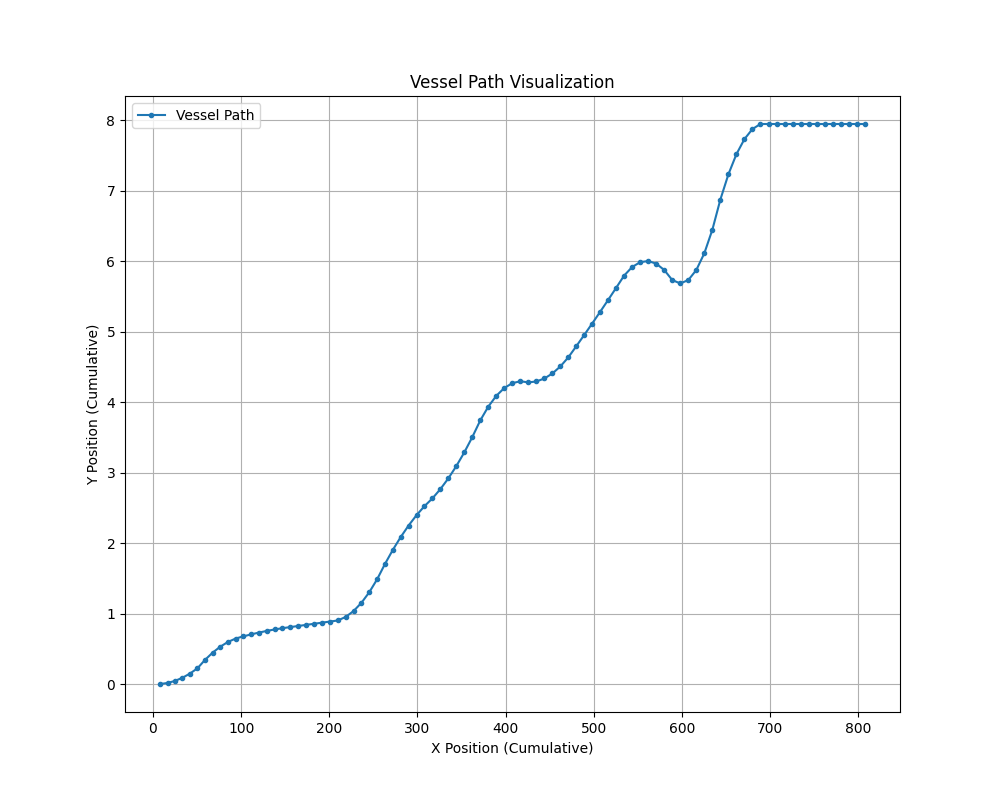 Vessel Path Visualization
Vessel Path
8
7
6
5
4
3
2
1
0
Y Position (Cumulative)
0 100 200 300 400 500 600 700 800
X Position (Cumulative)